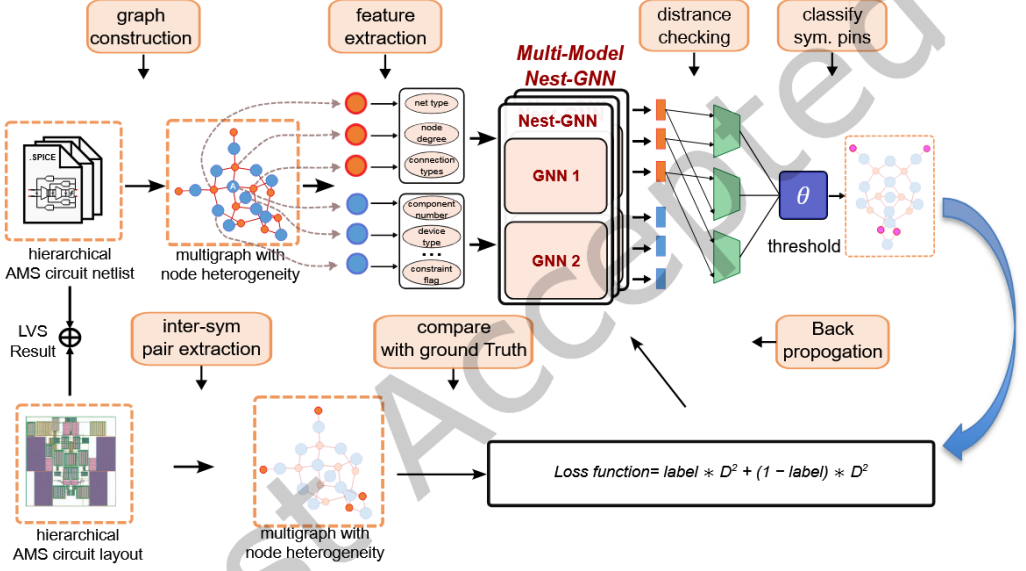 graph
construction
feature
extraction
distrance
checking
classify
sym. pins
Multi-Model
Nest-GNN
Nest-GNN
GNN 1
GNN 2
net type
node
degree
connection
types
component
number
device
type
...
constraint
flag
.SPICE
A
θ
threshold
hierarchical
AMS circuit netlist
multigraph with
node heterogeneity
LVS
Result
inter-sym
pair extraction
compare
with ground Truth
Back
propogation
Loss function= label ∗ D² + (1 − label) ∗ D²
hierarchical
AMS circuit layout
multigraph with
node heterogeneity
st Accepted